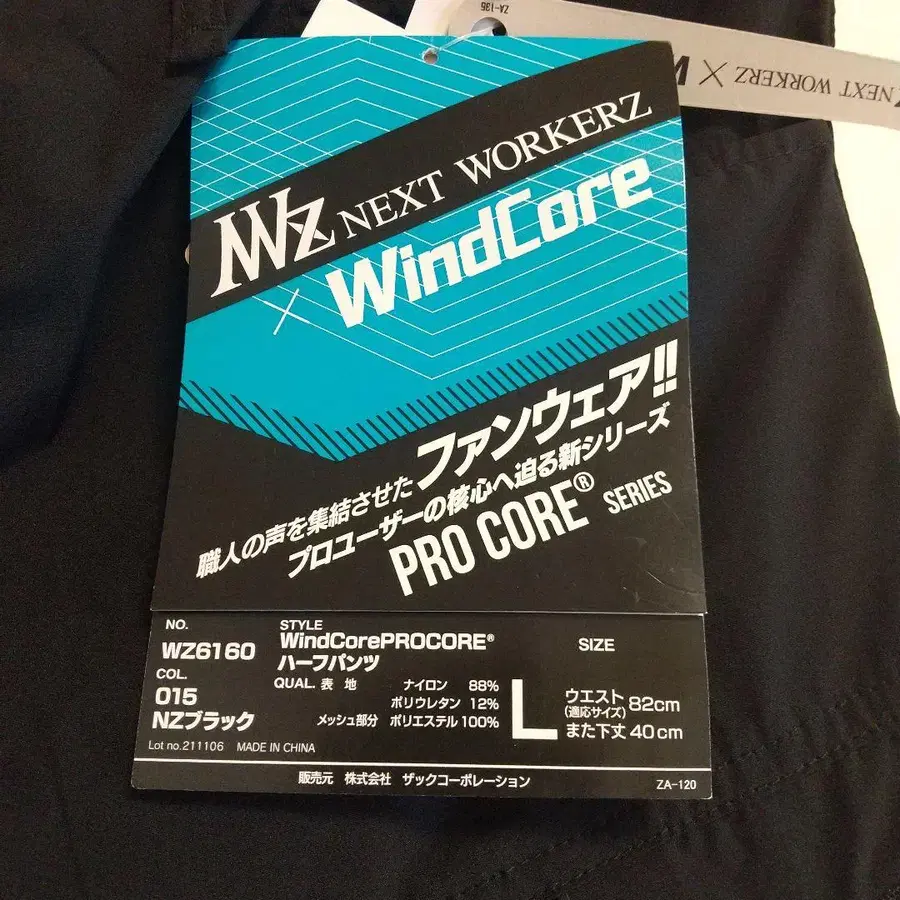 ZA-135
NEXT WORKERZ ×
NWZ NEXT WORKERZ
× WindCore
職人の声を集結させたファンウェア!!
プロユーザーの核心へ迫る新シリーズ
PRO CORE® SERIES
NO.
WZ6160
COL.
015
NZブラック
Lot no.211106 MADE IN CHINA
STYLE
WindCorePROCORE®
ハーフパンツ
QUAL. 表 地 ナイロン 88%
ポリウレタン 12%
メッシュ部分 ポリエステル 100%
SIZE
L
ウエスト 82cm
(適応サイズ)
また下丈 40cm
販売元 株式会社 ザックコーポレーション
ZA-120